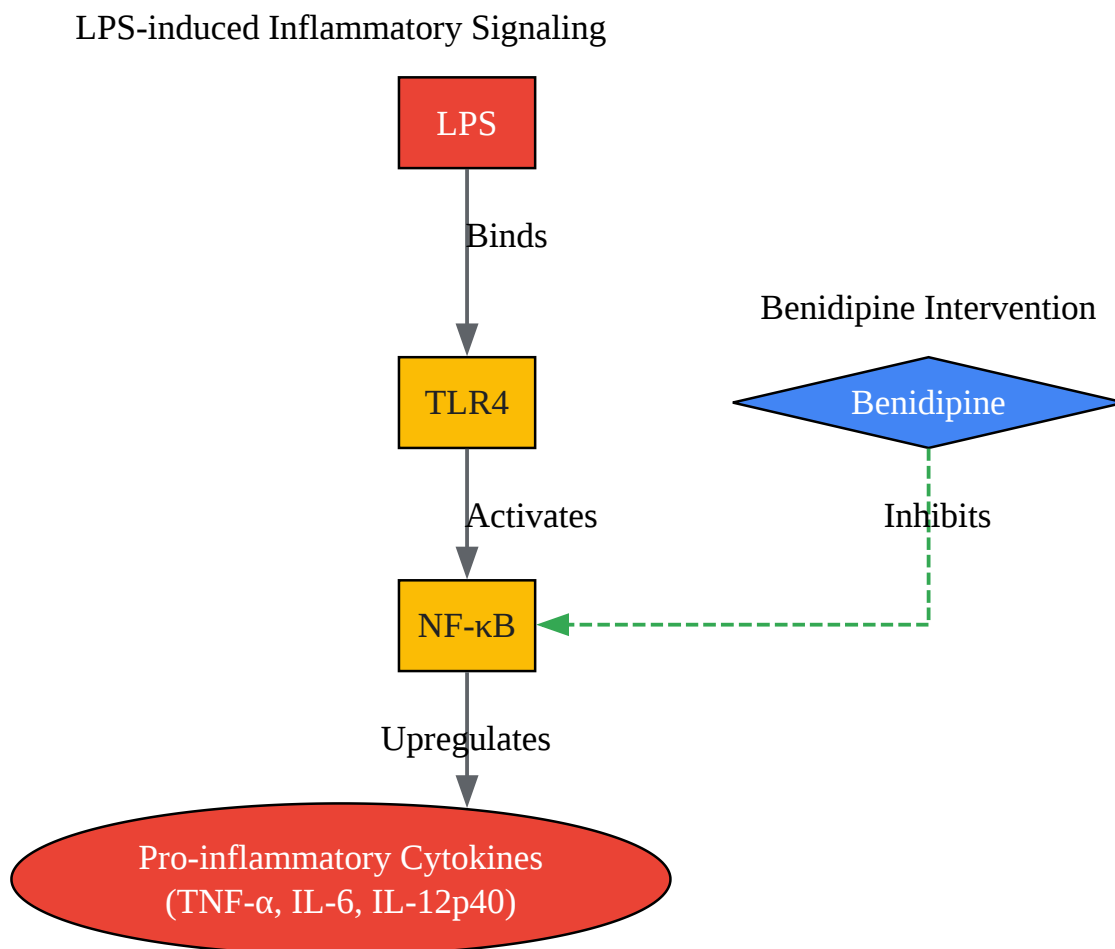 LPS-induced Inflammatory Signaling
LPS
Binds
Benidipine Intervention
TLR4
Benidipine
Activates
Inhibits
NF-κB
Upregulates
Pro-inflammatory Cytokines
(TNF-α, IL-6, IL-12p40)